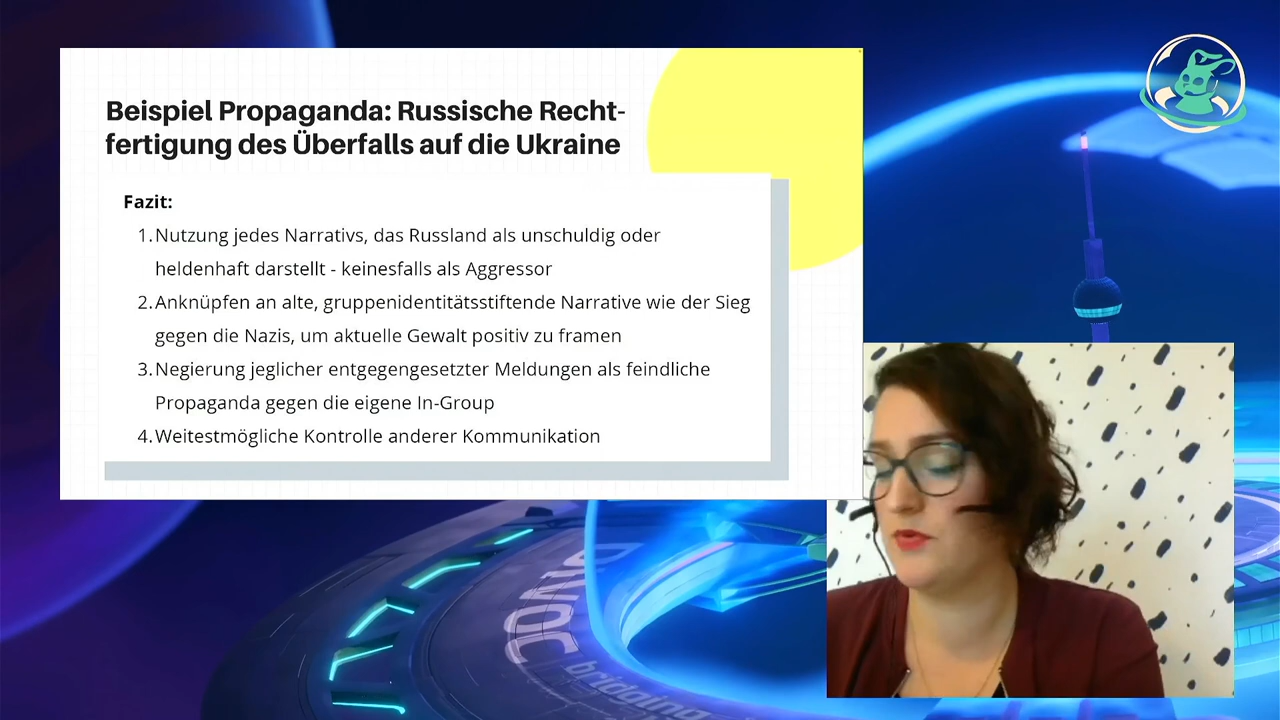 Beispiel Propaganda: Russische Recht-
fertigung des Überfalls auf die Ukraine
Fazit:
1. Nutzung jedes Narrativs, das Russland als unschuldig oder
heldenhaft darstellt - keinesfalls als Aggressor
2. Anknüpfen an alte, gruppenidentitätsstiftende Narrative wie der Sieg
gegen die Nazis, um aktuelle Gewalt positiv zu framen
3. Negierung jeglicher entgegengesetzter Meldungen als feindliche
Propaganda gegen die eigene In-Group
4. Weitestmögliche Kontrolle anderer Kommunikation
bridging